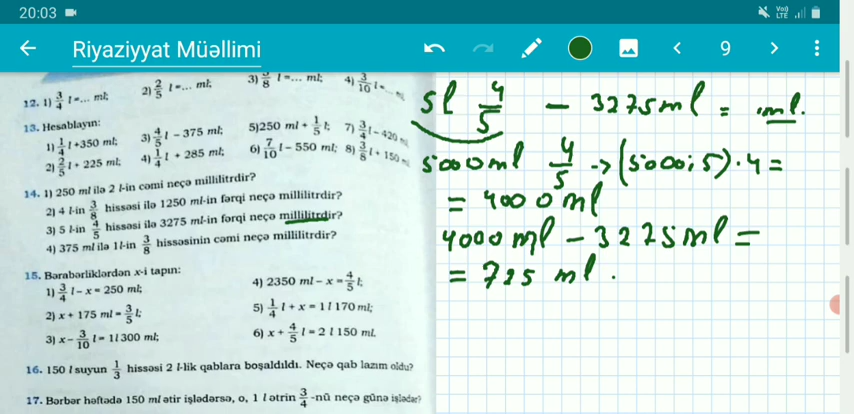 20:03
Voj) LTE
Riyaziyyat Müəllimi
9
12. 1) 3/4 l =... ml;
2) 2/5 l =... ml;
3) 3/8 l =... ml;
4) 3/10 l =... ml
13. Hesablayın:
1) 1/4 l + 350 ml;
3) 4/5 l − 375 ml;
5) 250 ml + 1/5 l;
7) 3/4 l − 420 ml
2) 2/5 l + 225 ml;
4) 1/4 l + 285 ml;
6) 7/10 l − 550 ml;
8) 3/8 l + 150 ml
14. 1) 250 ml ilə 2 l-in cəmi neçə millilitrdir?
2) 4 l-in 3/8 hissəsi ilə 1250 ml-in fərqi neçə millilitrdir?
3) 5 l-in 4/5 hissəsi ilə 3275 ml-in fərqi neçə millilitrdir?
4) 375 ml ilə 1 l-in 3/8 hissəsinin cəmi neçə millilitrdir?
15. Bərabərliklərdən x-i tapın:
1) 3/4 l − x = 250 ml;
4) 2350 ml − x = 4/5 l;
2) x + 175 ml = 3/5 l;
5) 1/4 l + x = 1 l 170 ml;
3) x − 3/10 l = 1 l 300 ml;
6) x + 4/5 l = 2 l 150 ml.
16. 150 l suyun 1/3 hissəsi 2 l-lik qablara boşaldıldı. Neçə qab lazım oldu?
17. Bərbər həftədə 150 ml ətir işlədərsə, o, 1 l ətrin 3/4 -nü neçə günə işlədər?
5l 4/5 − 3275ml = ml.
5000ml 4/5 → (5000:5)·4=
= 4000ml
4000ml − 3275ml =
= 725 ml.